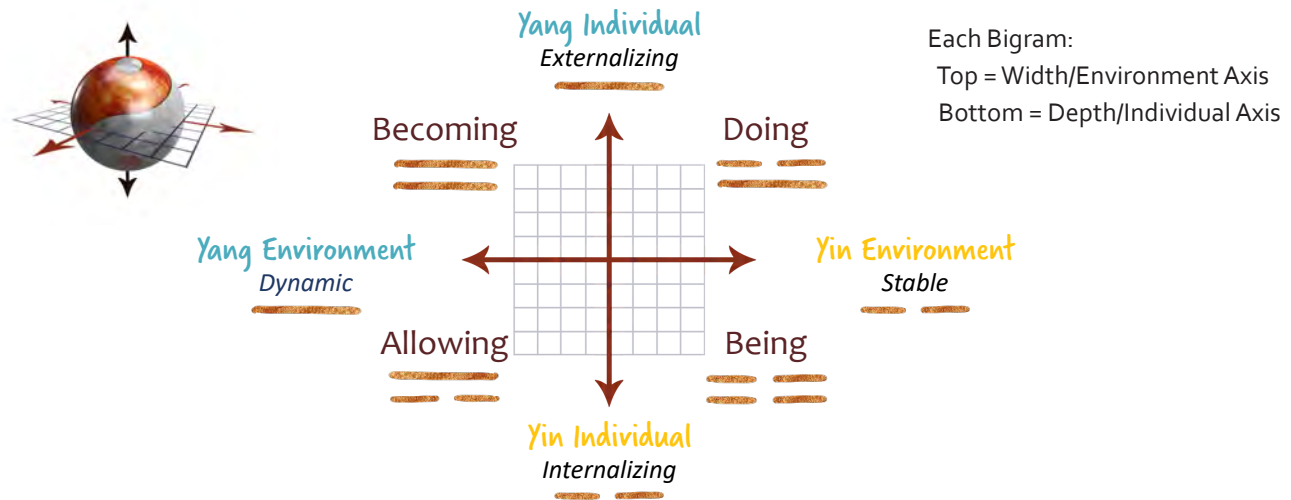 Yang Individual
Externalizing
Each Bigram:
Top = Width/Environment Axis
Bottom = Depth/Individual Axis
Becoming
Doing
Yang Environment
Dynamic
Yin Environment
Stable
Allowing
Being
Yin Individual
Internalizing